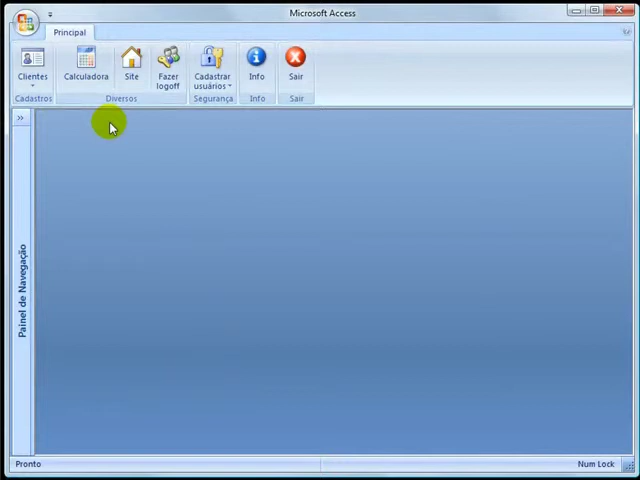 Microsoft Access
Principal
Clientes
Calculadora
Site
Fazer
logoff
Cadastrar
usuários
Info
Sair
Cadastros
Diversos
Segurança
Info
Sair
Painel de Navegação
Pronto
Num Lock